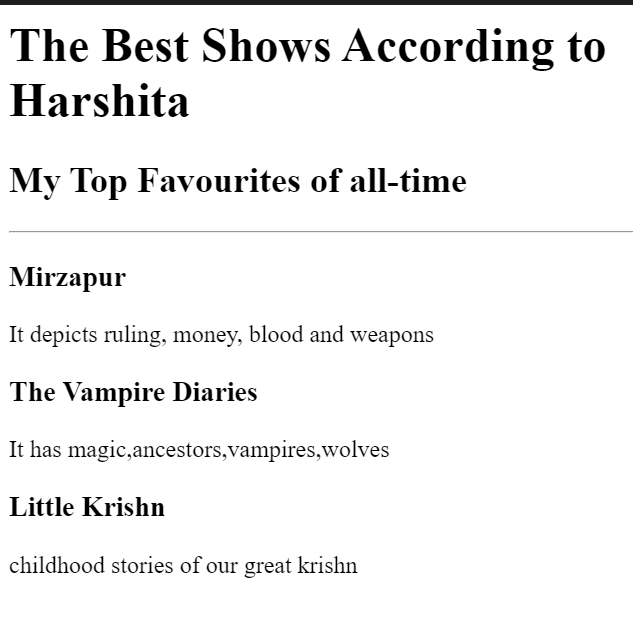 The Best Shows According to
Harshita
My Top Favourites of all-time
Mirzapur
It depicts ruling, money, blood and weapons
The Vampire Diaries
It has magic,ancestors,vampires,wolves
Little Krishn
childhood stories of our great krishn